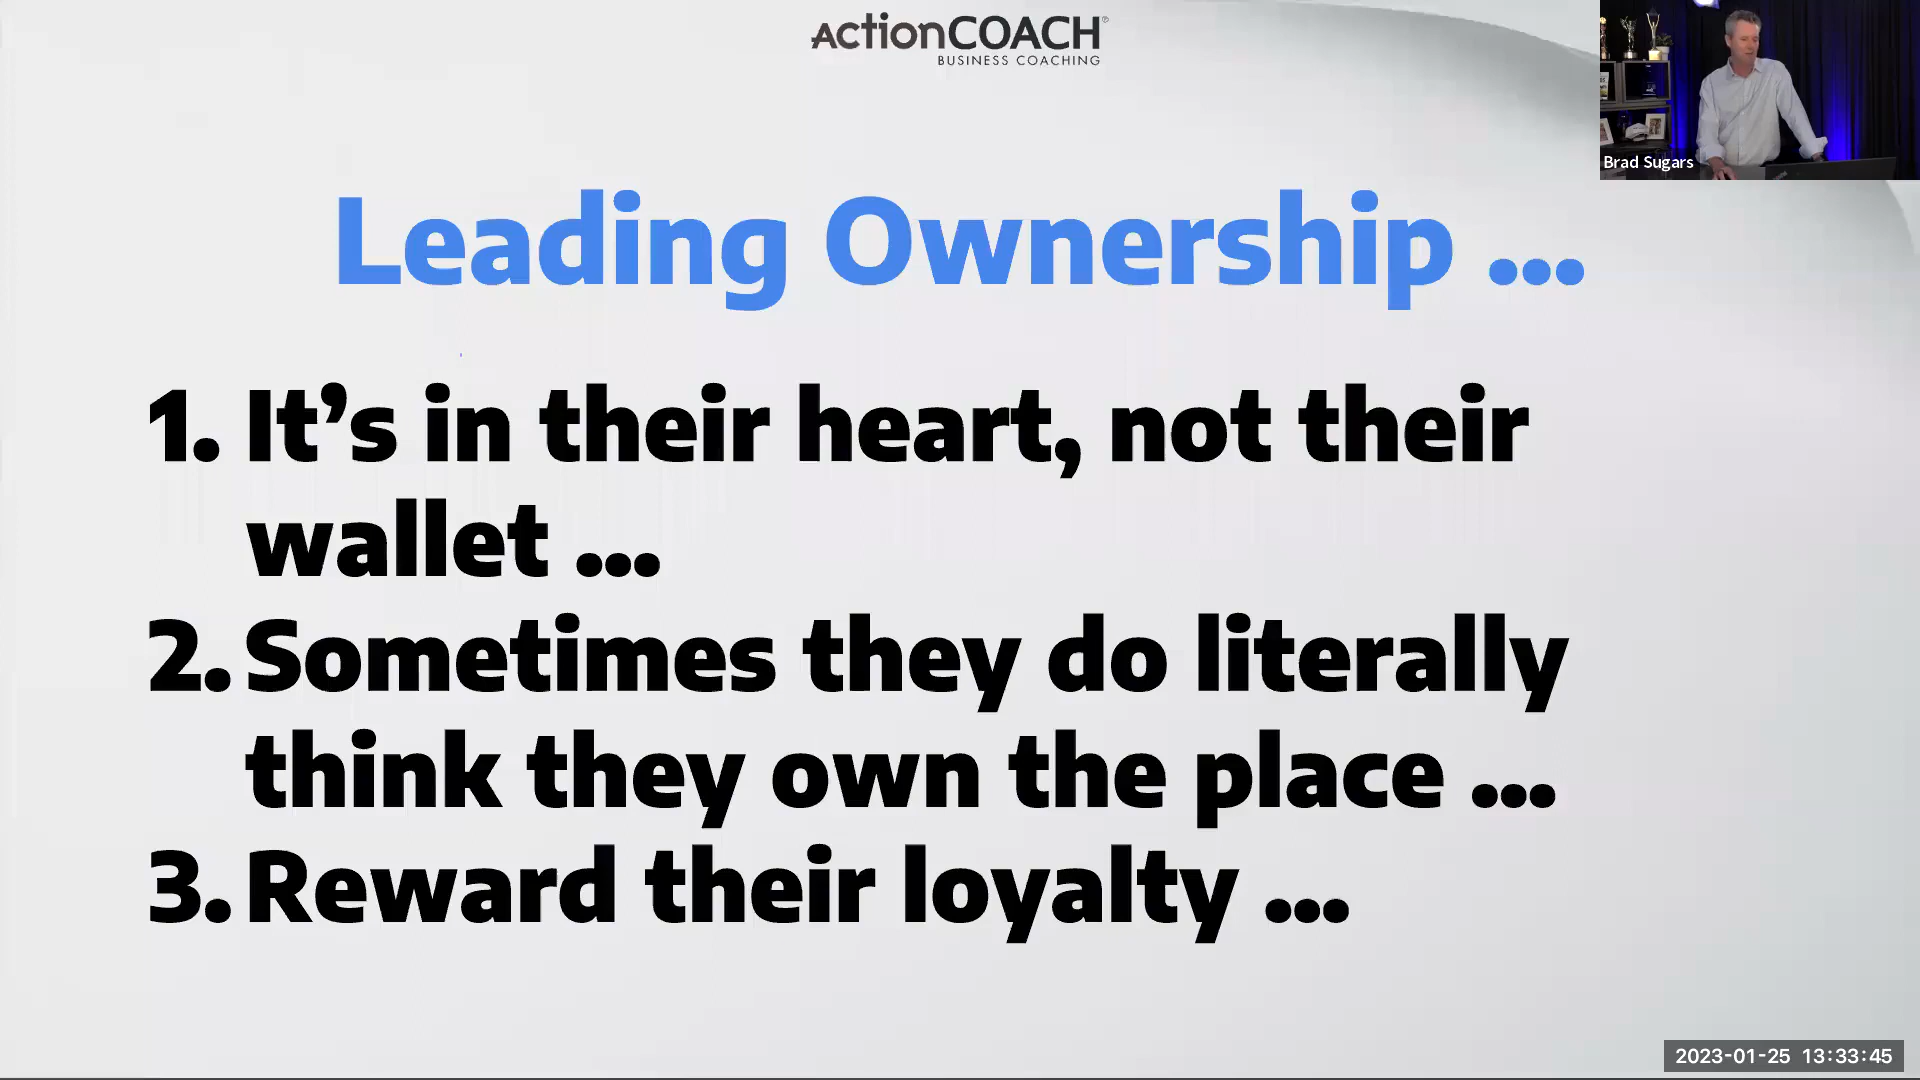 actionCOACH®
BUSINESS COACHING
Brad Sugars
Leading Ownership ...
1. It’s in their heart, not their
wallet ...
2. Sometimes they do literally
think they own the place ...
3. Reward their loyalty ...
2023-01-25 13:33:45